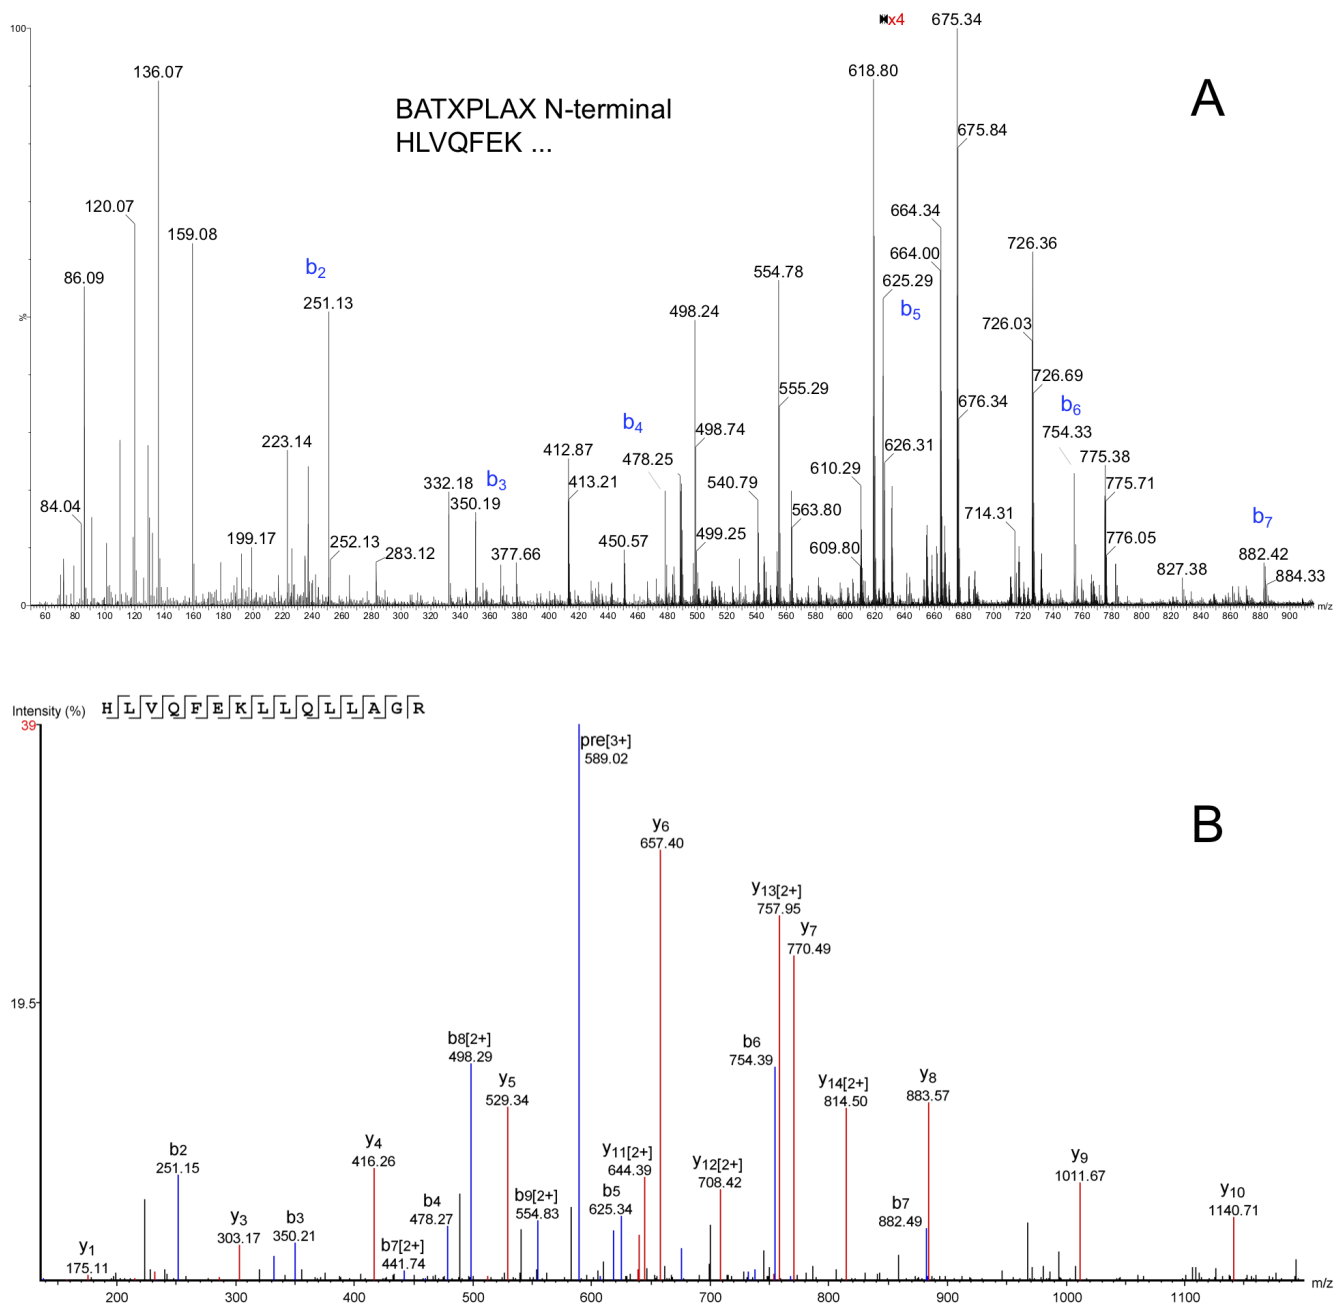 x4
675.34
100
136.07
618.80
A
BATXPLAX N-terminal
HLVQFEK ...
675.84
120.07
664.34
159.08
726.36
664.00
b2
86.09
554.78
625.29
251.13
498.24
b5
%
726.03
555.29
726.69
676.34
b6
b4
498.74
754.33
223.14
626.31
412.87
478.25
775.38
610.29
b3
332.18
540.79
413.21
775.71
84.04
350.19
563.80
714.31
b7
199.17
499.25
776.05
252.13
283.12
377.66
450.57
609.80
882.42
827.38
884.33
0
m/z
60 80 100 120 140 160 180 200 220 240 260 280 300 320 340 360 380 400 420 440 460 480 500 520 540 560 580 600 620 640 660 680 700 720 740 760 780 800 820 840 860 880 900
Intensity (%) H L V Q F E K L L Q L L A G R
39
pre[3+]
589.02
B
y6
657.40
y13[2+]
757.95
y7
770.49
19.5
b8[2+]
498.29
b6
754.39
y5
529.34
y14[2+]
814.50
y8
883.57
y4
416.26
b2
251.15
y11[2+]
644.39
y12[2+]
708.42
y9
1011.67
b4
478.27
b9[2+]
554.83
b5
625.34
b7
882.49
y10
1140.71
y3
303.17
b3
350.21
y1
175.11
b7[2+]
441.74
200 300 400 500 600 700 800 900 1000 1100 m/z